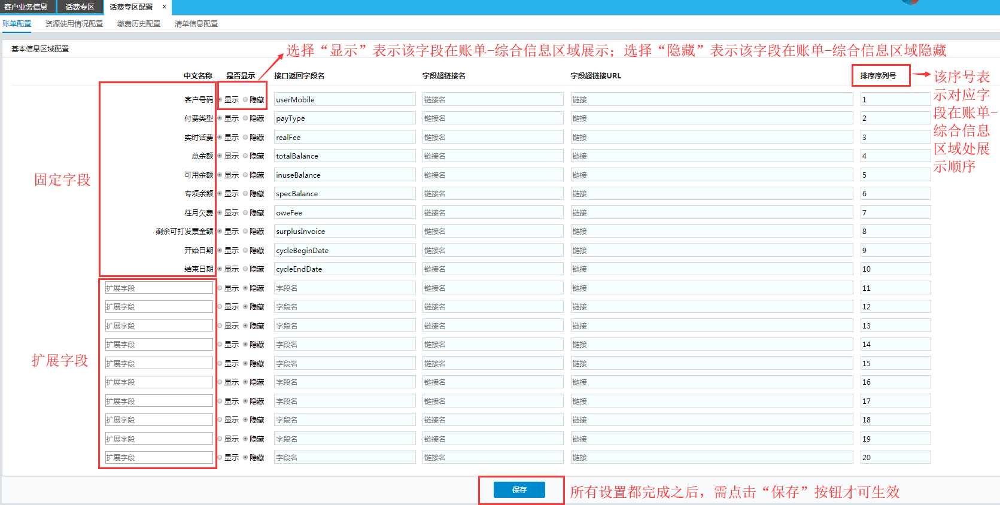 客户业务信息 话费专区 话费专区配置 ×
账单配置 资源使用情况配置 缴费历史配置 清单信息配置
基本信息区域配置
选择“显示”表示该字段在账单-综合信息区域展示；选择“隐藏”表示该字段在账单-综合信息区域隐藏
中文名称 是否显示 接口返回字段名 字段超链接名 字段超链接URL 排序序列号
该序号表
示对应字
段在账单-
综合信息
区域处展
示顺序
客户号码 显示 隐藏 userMobile 链接名 链接 1
付费类型 显示 隐藏 payType 链接名 链接 2
实时话费 显示 隐藏 realFee 链接名 链接 3
总余额 显示 隐藏 totalBalance 链接名 链接 4
可用余额 显示 隐藏 inuseBalance 链接名 链接 5
固定字段
专项余额 显示 隐藏 specBalance 链接名 链接 6
往月欠费 显示 隐藏 oweFee 链接名 链接 7
剩余可打发票金额 显示 隐藏 surplusInvoice 链接名 链接 8
开始日期 显示 隐藏 cycleBeginDate 链接名 链接 9
结束日期 显示 隐藏 cycleEndDate 链接名 链接 10
扩展字段 显示 隐藏 字段名 链接名 链接 11
扩展字段 显示 隐藏 字段名 链接名 链接 12
扩展字段 显示 隐藏 字段名 链接名 链接 13
扩展字段 显示 隐藏 字段名 链接名 链接 14
扩展字段
扩展字段 显示 隐藏 字段名 链接名 链接 15
扩展字段 显示 隐藏 字段名 链接名 链接 16
扩展字段 显示 隐藏 字段名 链接名 链接 17
扩展字段 显示 隐藏 字段名 链接名 链接 18
扩展字段 显示 隐藏 字段名 链接名 链接 19
扩展字段 显示 隐藏 字段名 链接名 链接 20
保存
所有设置都完成之后，需点击“保存”按钮才可生效